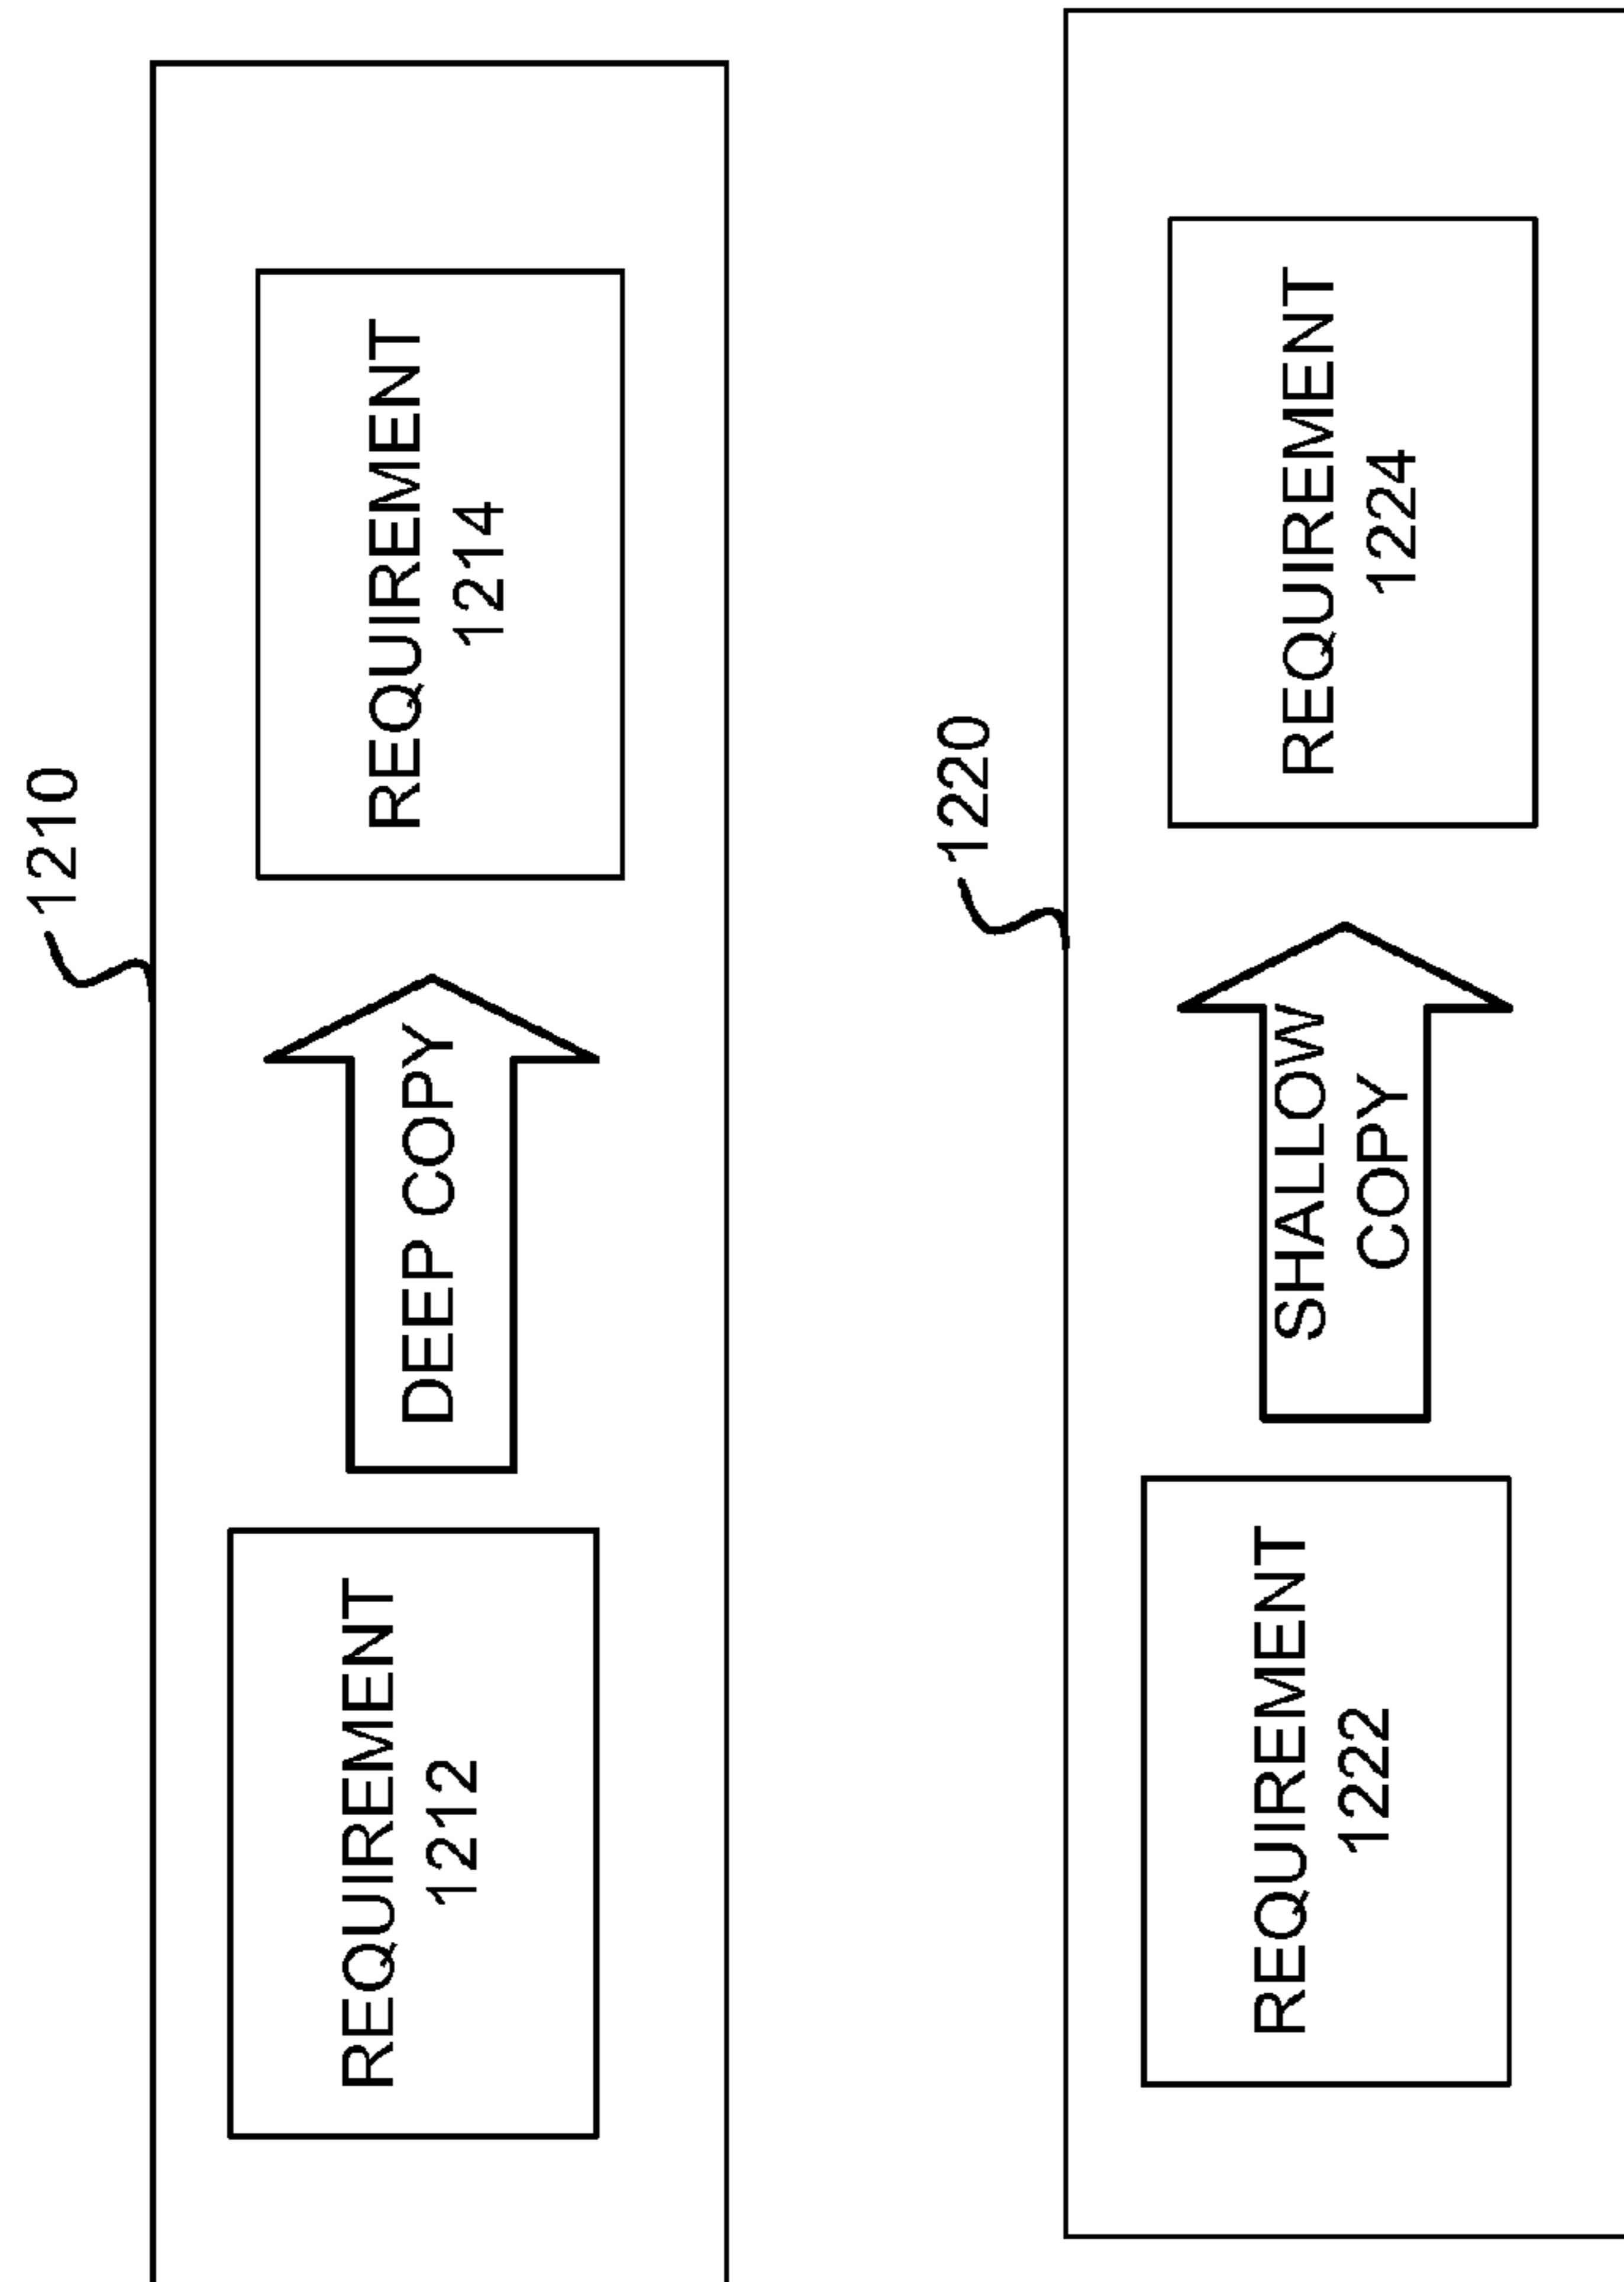 1210
REQUIREMENT
1212
DEEP COPY
REQUIREMENT
1214
1220
REQUIREMENT
1222
SHALLOW
COPY
REQUIREMENT
1224